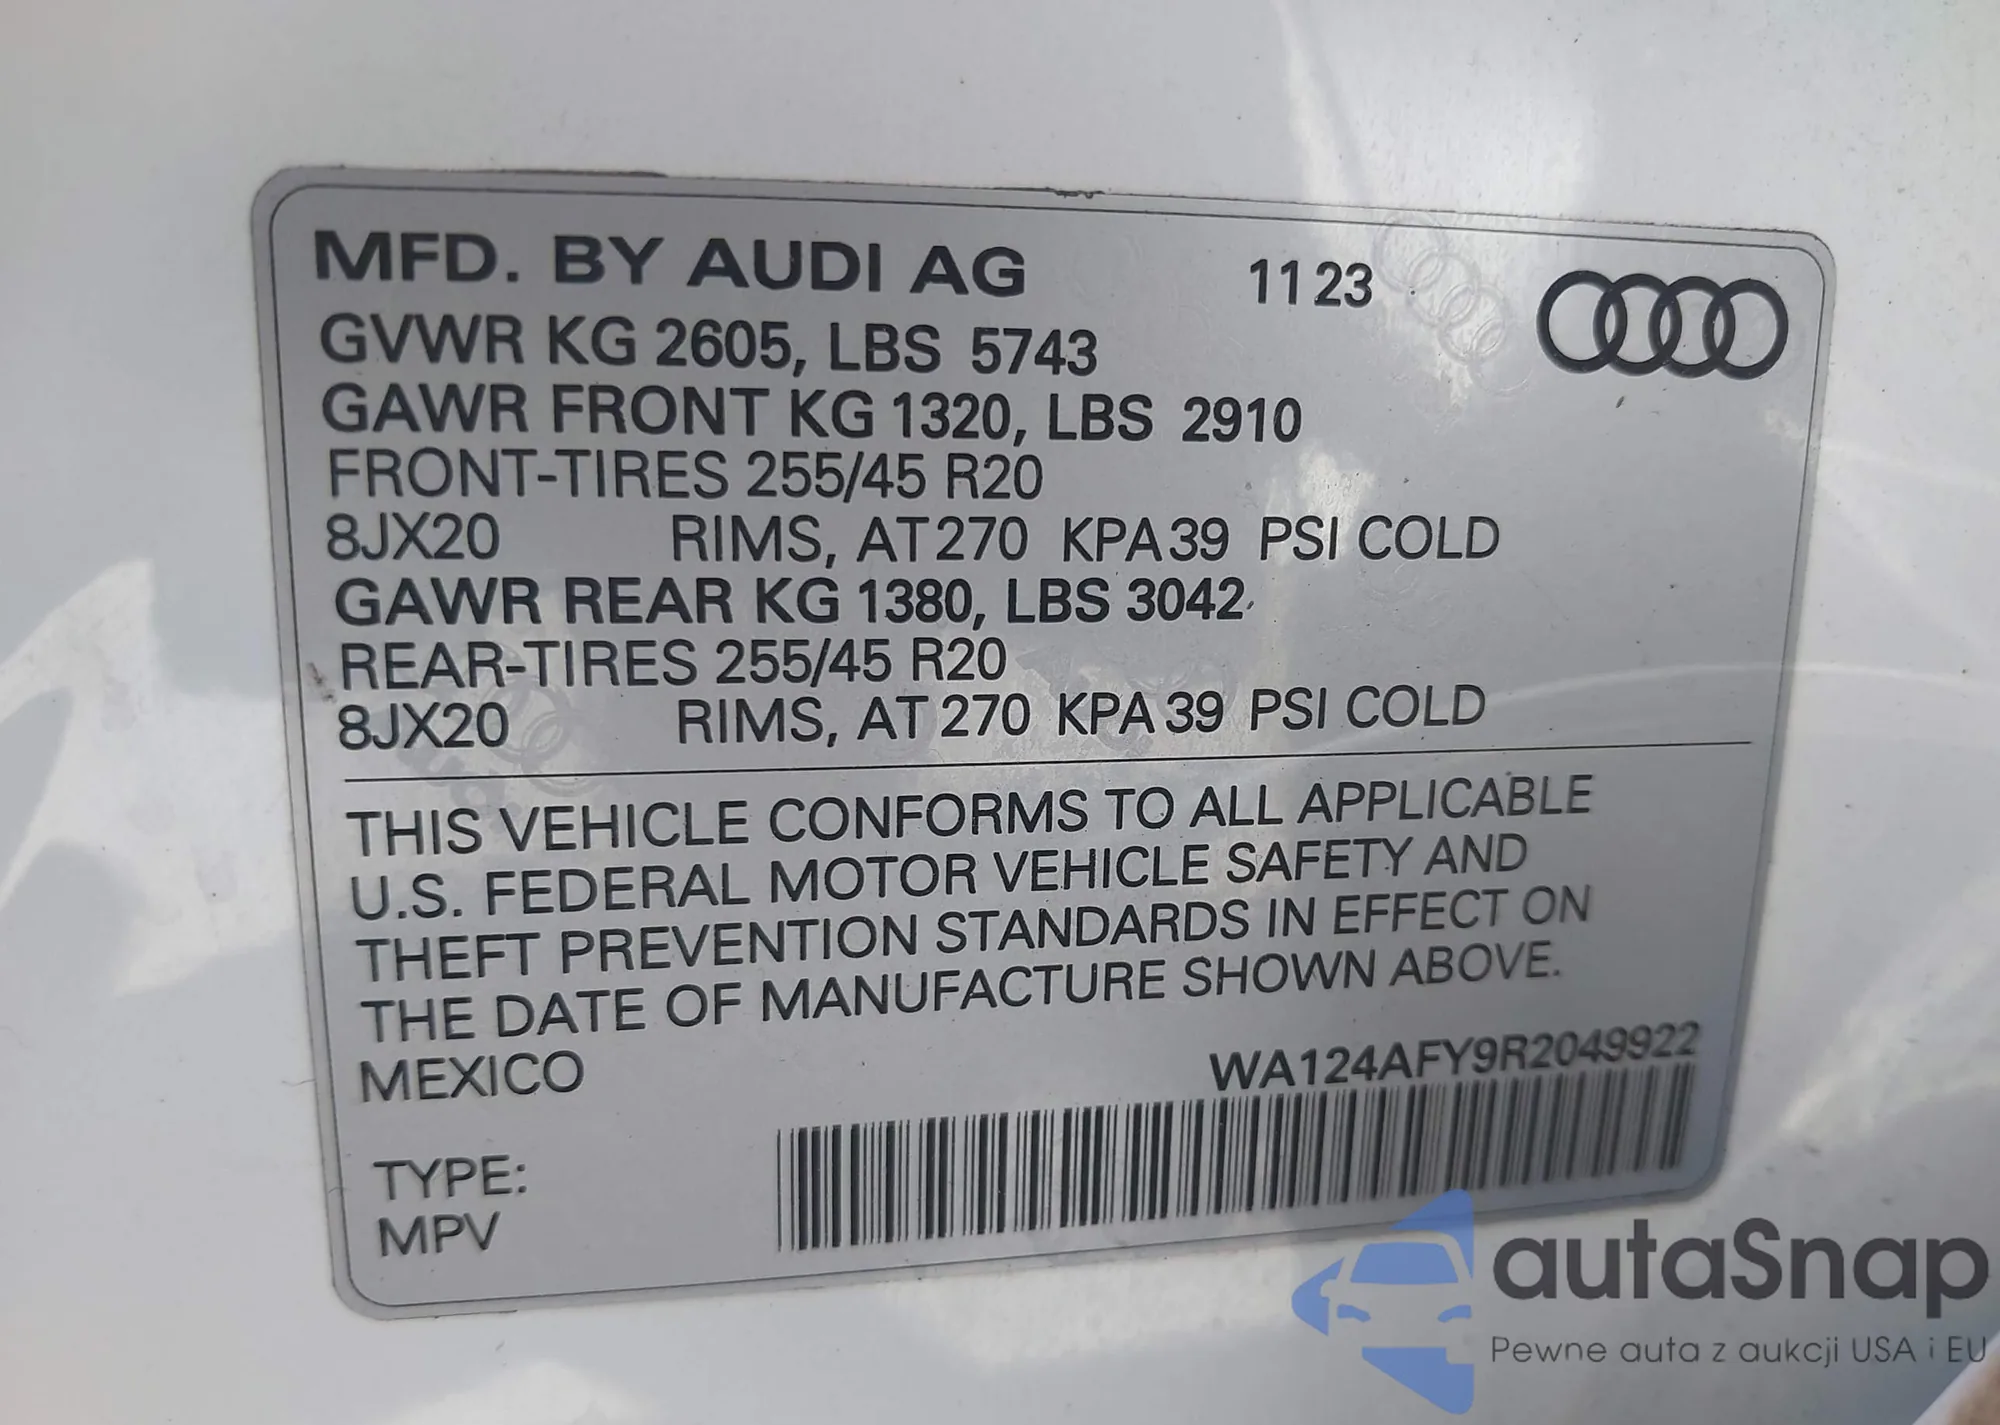 MFD. BY AUDI AG 11 23
GVWR KG 2605, LBS 5743
GAWR FRONT KG 1320, LBS 2910
FRONT-TIRES 255/45 R20
8JX20 RIMS, AT 270 KPA 39 PSI COLD
GAWR REAR KG 1380, LBS 3042
REAR-TIRES 255/45 R20
8JX20 RIMS, AT 270 KPA 39 PSI COLD
THIS VEHICLE CONFORMS TO ALL APPLICABLE
U.S. FEDERAL MOTOR VEHICLE SAFETY AND
THEFT PREVENTION STANDARDS IN EFFECT ON
THE DATE OF MANUFACTURE SHOWN ABOVE.
MEXICO WA124AFY9R2049922
TYPE:
MPV
autaSnap
Pewne auta z aukcji USA i EU